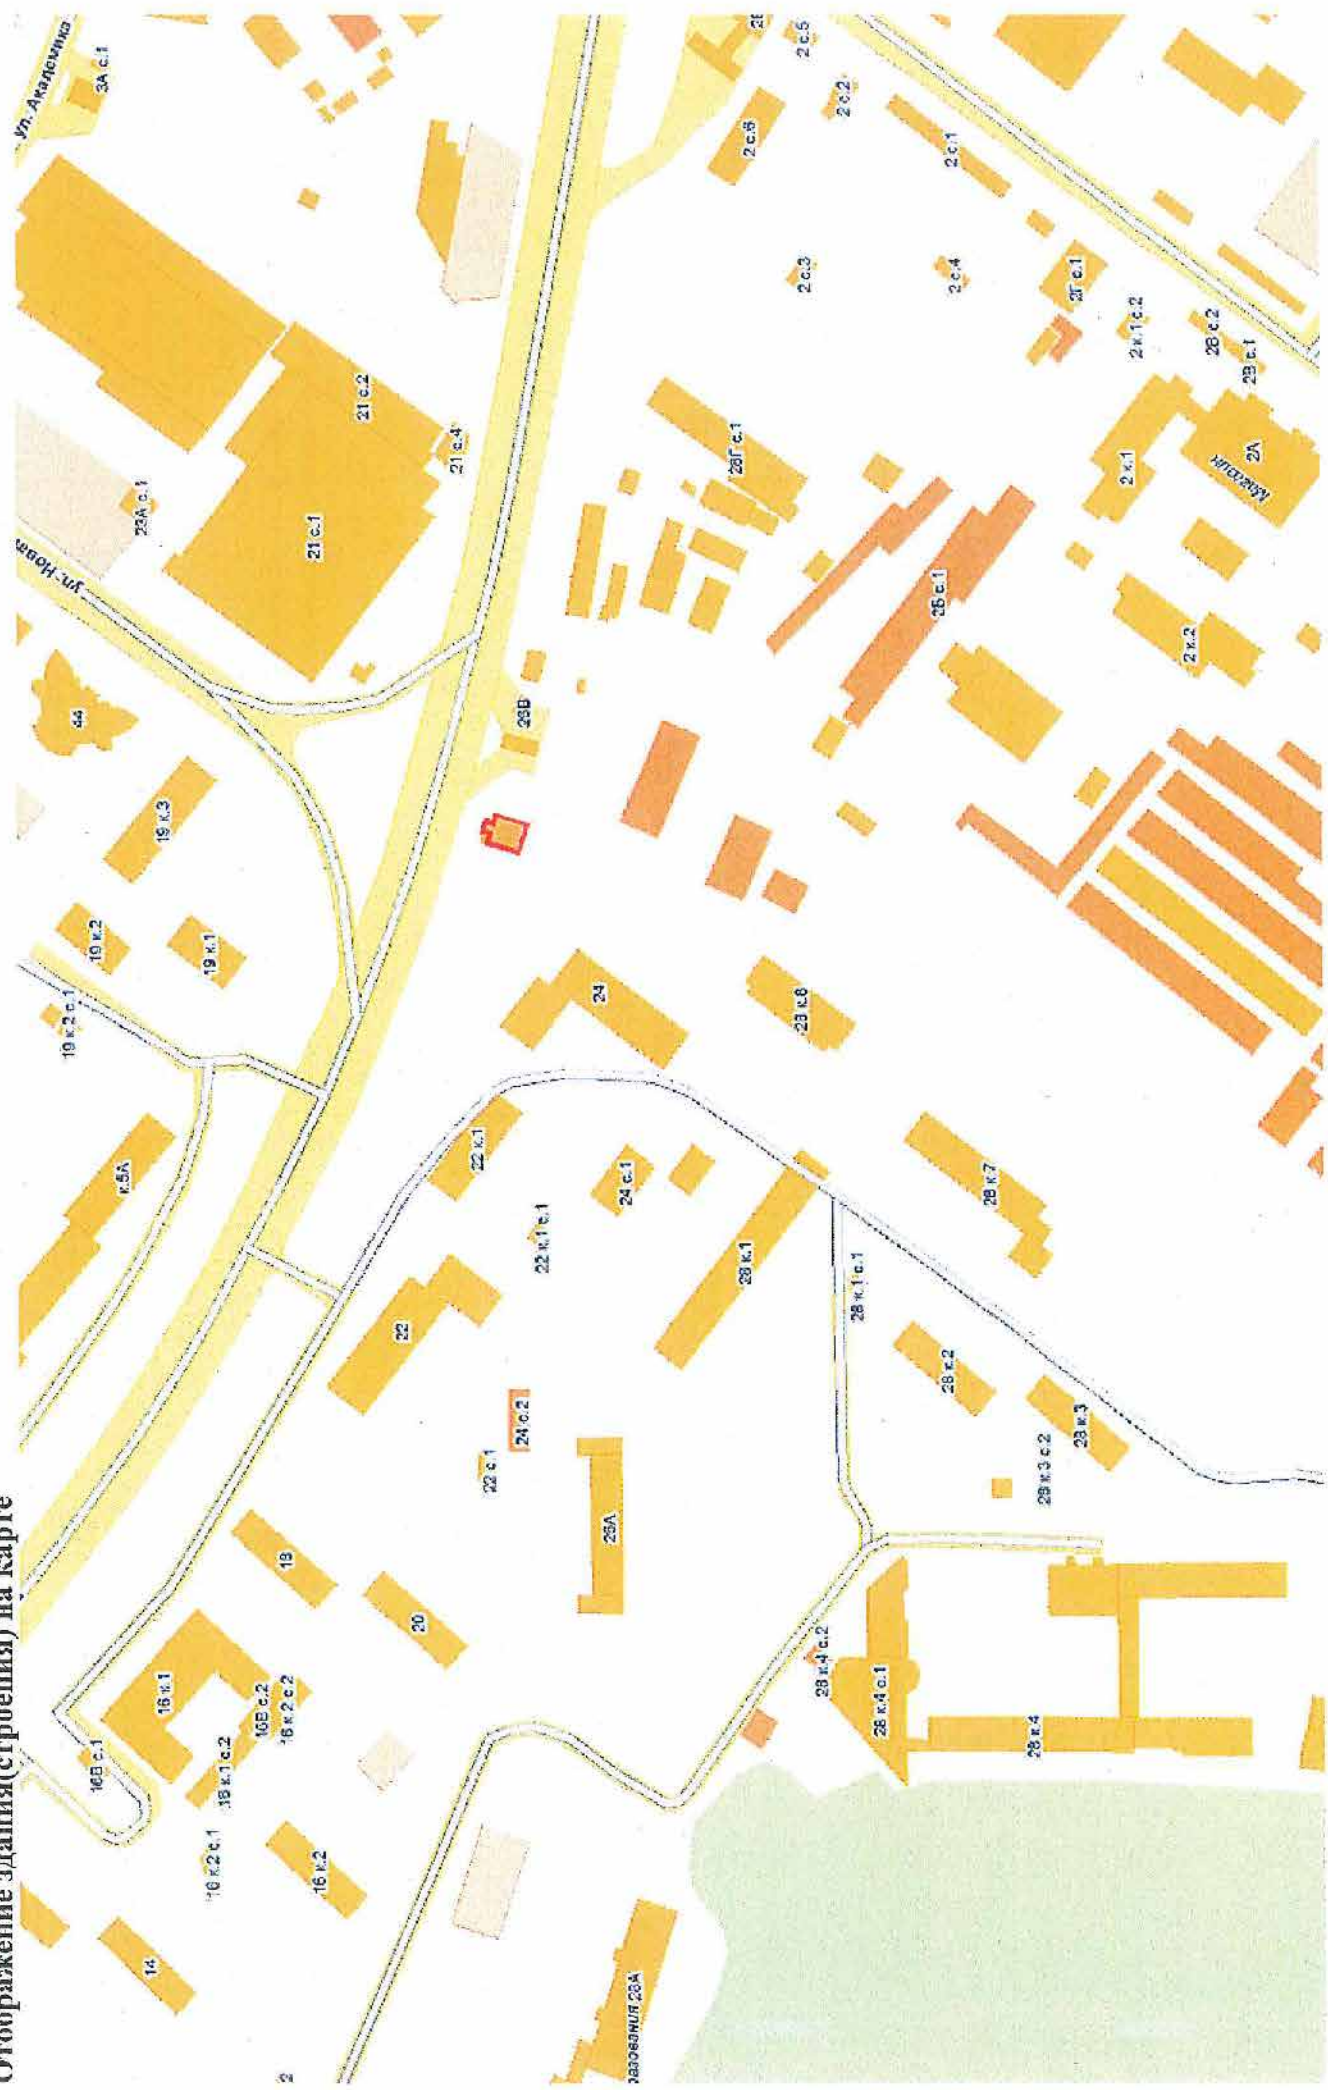 Отображение здания(строения) на карте
ул. Академика
3А с.1
2 с.5
2 с.2
2 с.6
2 с.1
2 с.3
2 с.4
2Г с.1
2 к.1 с.2
2В с.2
2В с.1
2А
магазин
2 к.1
2 к.2
21 с.2
21 с.4
21 с.1
23А с.1
ул. Новат
26Г с.1
2Б с.1
26В
44
19 к.3
19 к.2
19 к.1
19 к.2 с.1
24
28 к.8
к.5А
22 к.1
24 с.1
22 к.1 с.1
28 к.1
28 к.7
28 к.1 с.1
22
28 к.2
28 к.3
28 к.3 с.2
24 с.2
22 с.1
26А
18
20
16 к.1
16В с.2
16 к.2 с.2
16В с.1
16 к.1 с.2
16 к.2 с.1
16 к.2
14
28 к.4 с.2
28 к.4 с.1
28 к.4
разования 28А
2